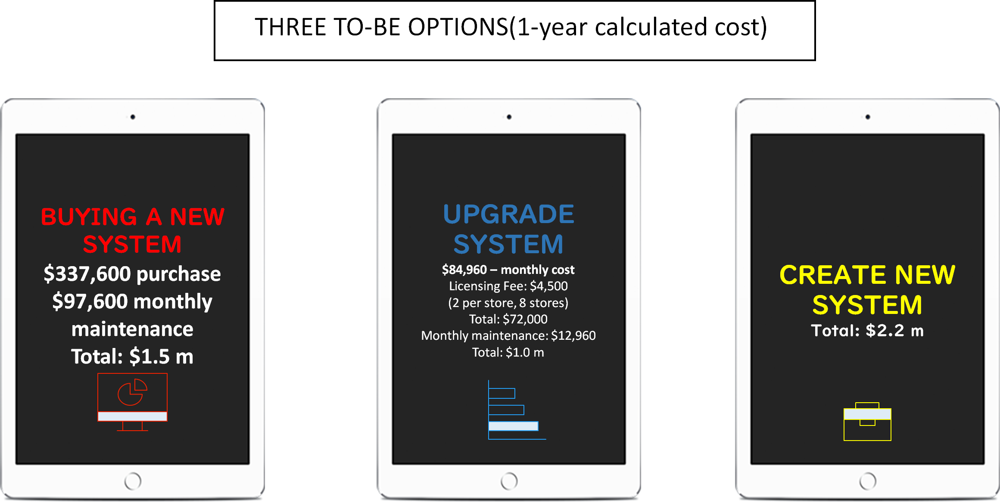 THREE TO-BE OPTIONS(1-year calculated cost)
BUYING A NEW
SYSTEM
$337,600 purchase
$97,600 monthly
maintenance
Total: $1.5 m
UPGRADE
SYSTEM
$84,960 – monthly cost
Licensing Fee: $4,500
(2 per store, 8 stores)
Total: $72,000
Monthly maintenance: $12,960
Total: $1.0 m
CREATE NEW
SYSTEM
Total: $2.2 m